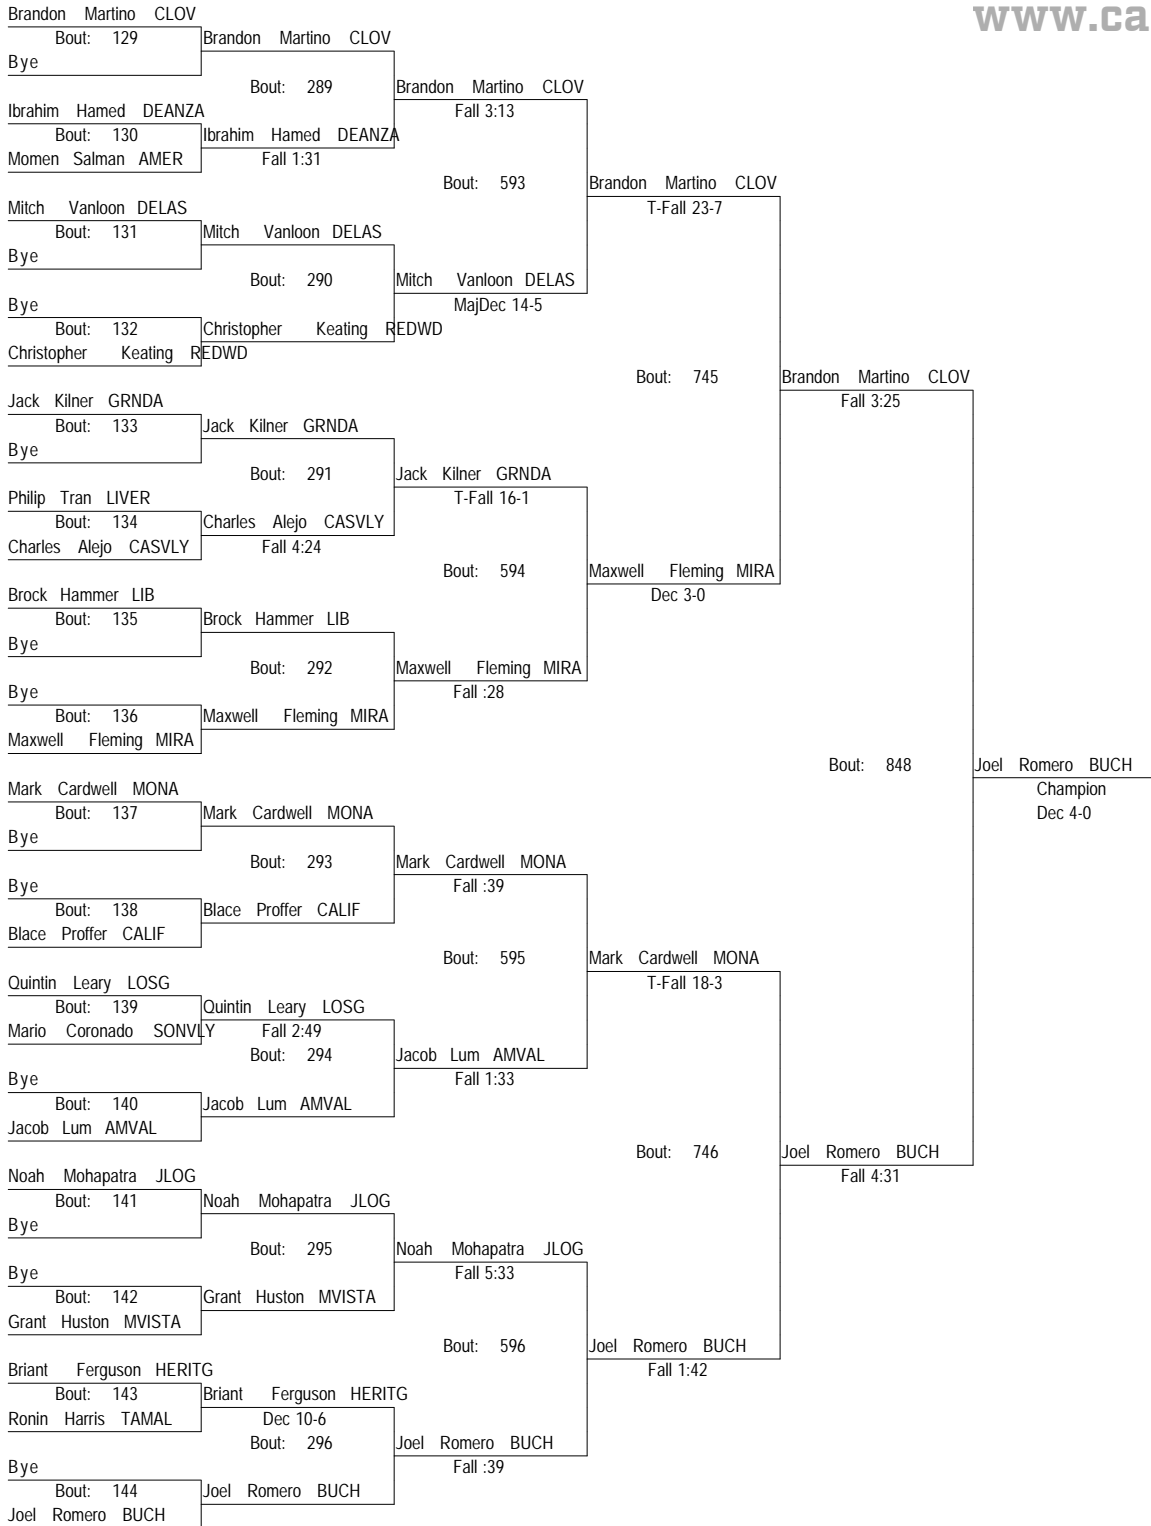 Brandon Martino CLOV
www.ca
Bout: 129
Brandon Martino CLOV
Bye
Bout: 289
Brandon Martino CLOV
Ibrahim Hamed DEANZA
Fall 3:13
Bout: 130
Ibrahim Hamed DEANZA
Momen Salman AMER
Fall 1:31
Bout: 593
Brandon Martino CLOV
Mitch Vanloon DELAS
T-Fall 23-7
Bout: 131
Mitch Vanloon DELAS
Bye
Bout: 290
Mitch Vanloon DELAS
Bye
MajDec 14-5
Bout: 132
Christopher Keating REDWD
Christopher Keating REDWD
Bout: 745
Brandon Martino CLOV
Jack Kilner GRNDA
Fall 3:25
Bout: 133
Jack Kilner GRNDA
Bye
Bout: 291
Jack Kilner GRNDA
Philip Tran LIVER
T-Fall 16-1
Bout: 134
Charles Alejo CASVLY
Charles Alejo CASVLY
Fall 4:24
Bout: 594
Maxwell Fleming MIRA
Brock Hammer LIB
Dec 3-0
Bout: 135
Brock Hammer LIB
Bye
Bout: 292
Maxwell Fleming MIRA
Bye
Fall :28
Bout: 136
Maxwell Fleming MIRA
Maxwell Fleming MIRA
Bout: 848
Joel Romero BUCH
Mark Cardwell MONA
Champion
Bout: 137
Mark Cardwell MONA
Dec 4-0
Bye
Bout: 293
Mark Cardwell MONA
Bye
Fall :39
Bout: 138
Blace Proffer CALIF
Blace Proffer CALIF
Bout: 595
Mark Cardwell MONA
Quintin Leary LOSG
T-Fall 18-3
Bout: 139
Quintin Leary LOSG
Mario Coronado SONVLY
Fall 2:49
Bout: 294
Jacob Lum AMVAL
Bye
Fall 1:33
Bout: 140
Jacob Lum AMVAL
Jacob Lum AMVAL
Bout: 746
Joel Romero BUCH
Noah Mohapatra JLOG
Fall 4:31
Bout: 141
Noah Mohapatra JLOG
Bye
Bout: 295
Noah Mohapatra JLOG
Bye
Fall 5:33
Bout: 142
Grant Huston MVISTA
Grant Huston MVISTA
Bout: 596
Joel Romero BUCH
Briant Ferguson HERITG
Fall 1:42
Bout: 143
Briant Ferguson HERITG
Ronin Harris TAMAL
Dec 10-6
Bout: 296
Joel Romero BUCH
Bye
Fall :39
Bout: 144
Joel Romero BUCH
Joel Romero BUCH